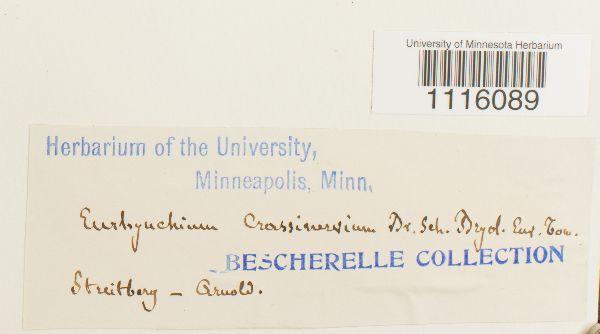 University of Minnesota Herbarium
1116089
Herbarium of the University,
Minneapolis, Minn.
Eurhynchium crassinervium Br. Sch. Bryol. Eur. Tom.
BESCHERELLE COLLECTION
Streitberg — Arnold.